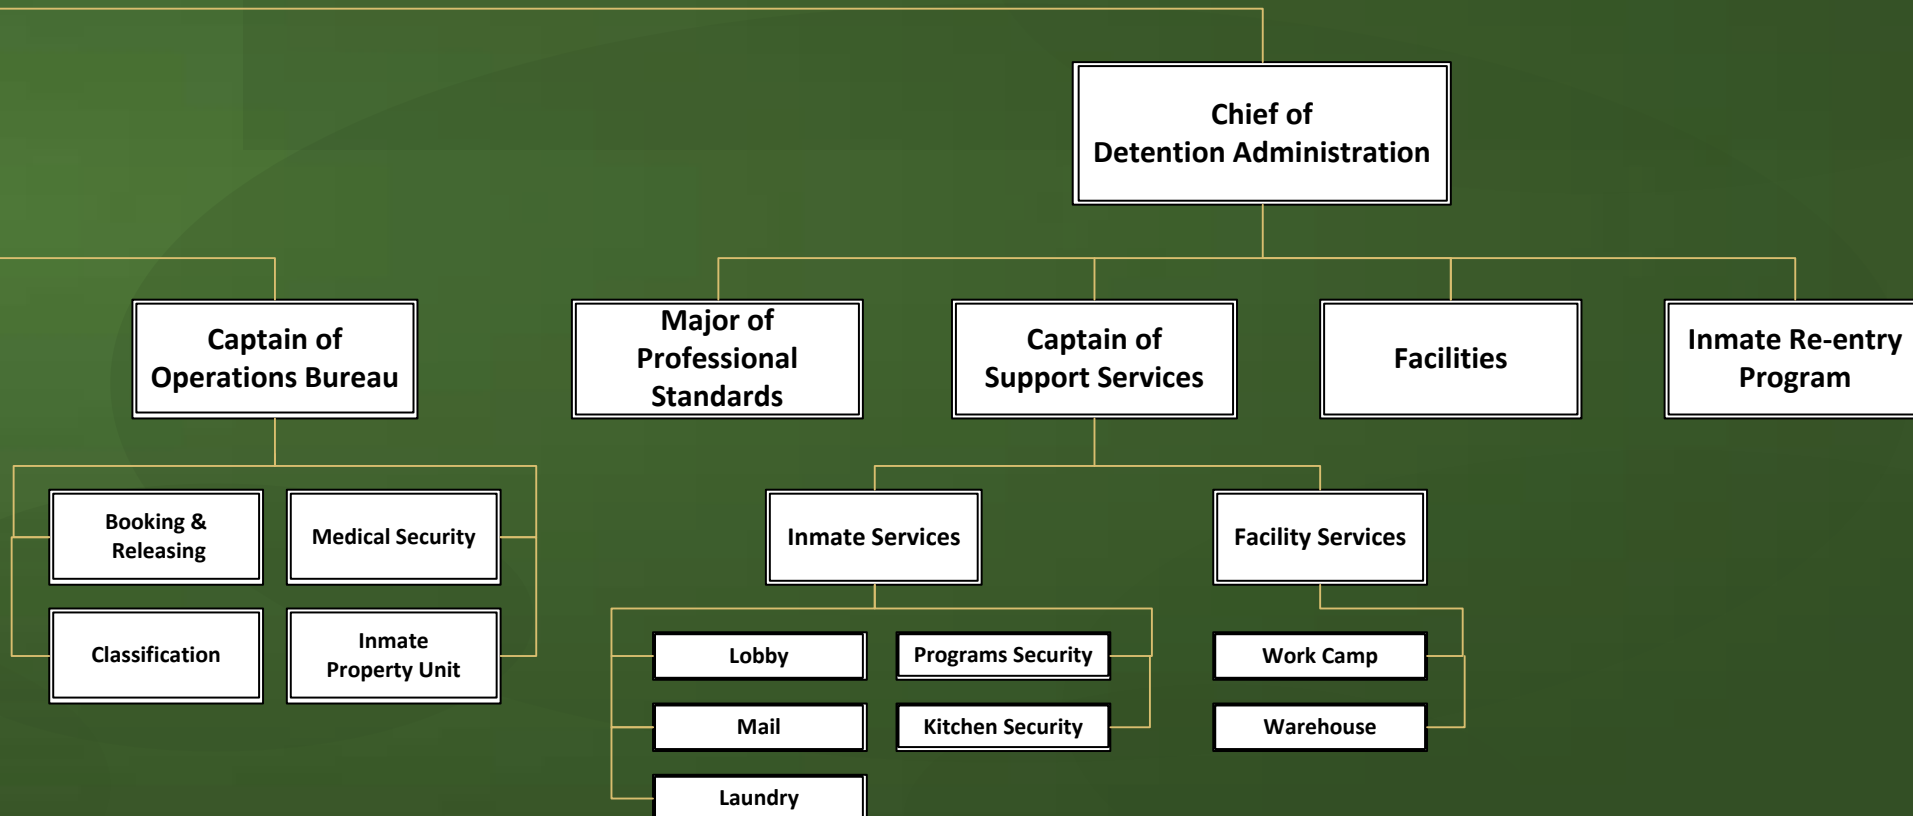 Chief of
Detention Administration
Captain of
Operations Bureau
Major of
Professional
Standards
Captain of
Support Services
Facilities
Inmate Re-entry
Program
Booking &
Releasing
Medical Security
Classification
Inmate
Property Unit
Inmate Services
Facility Services
Lobby
Programs Security
Mail
Kitchen Security
Laundry
Work Camp
Warehouse